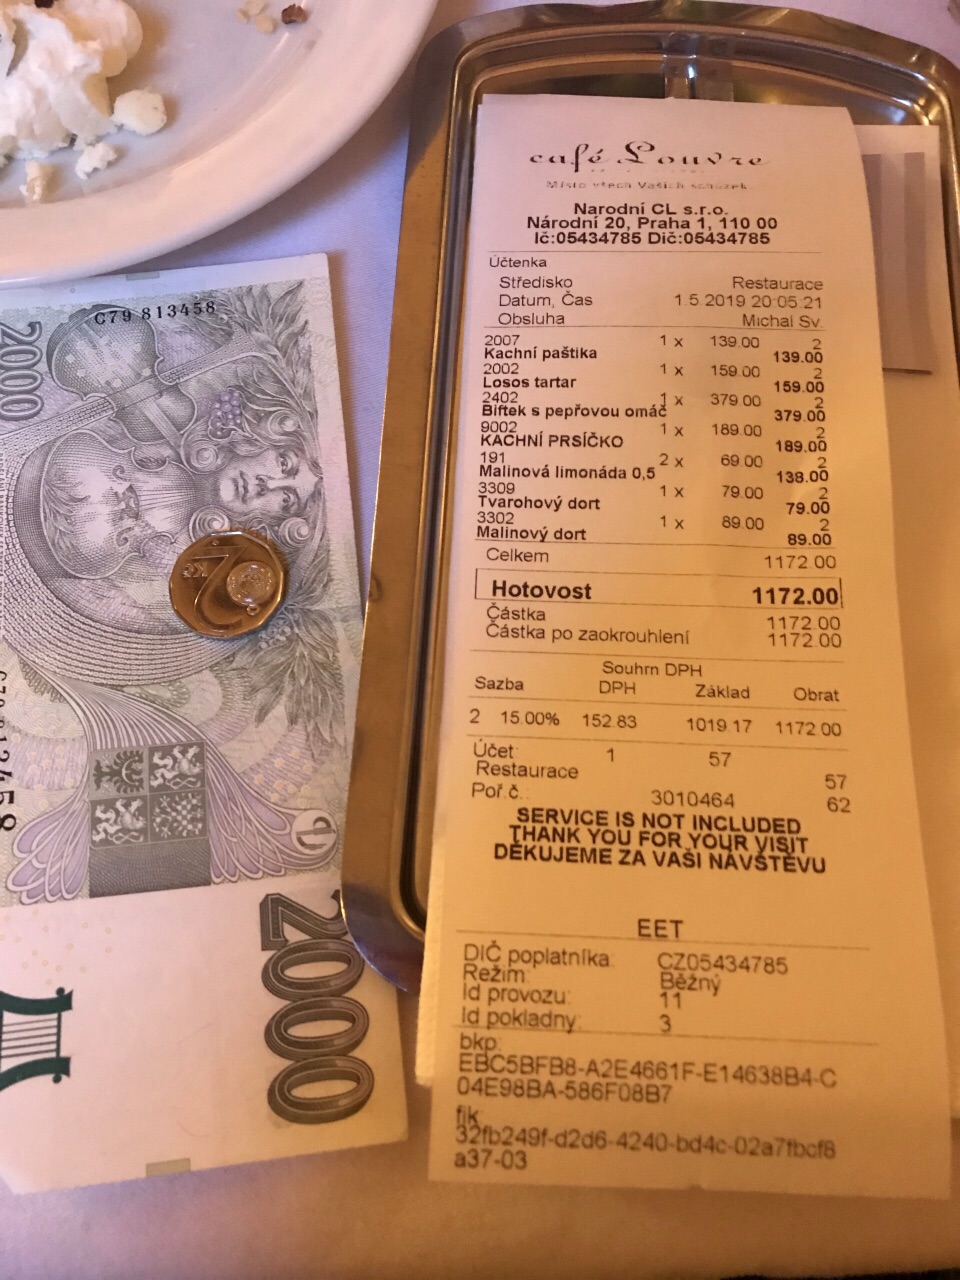 2000
C79 813458
Kč
2
2000
café Louvre
Místo všech Vašich schůzek
Narodní CL s.r.o.
Národní 20, Praha 1, 110 00
Ič:05434785 Dič:05434785
Účtenka
Středisko Restaurace
Datum, Čas 1.5.2019 20:05:21
Obsluha Michal Sv.
2007 1 x 139.00 2
Kachní paštika 139.00
2002 1 x 159.00 2
Losos tartar 159.00
2402 1 x 379.00 2
Biftek s pepřovou omáč 379.00
9002 1 x 189.00 2
KACHNÍ PRSÍČKO 189.00
191 2 x 69.00 2
Malinová limonáda 0,5 138.00
3309 1 x 79.00 2
Tvarohový dort 79.00
3302 1 x 89.00 2
Malinový dort 89.00
Celkem 1172.00
Hotovost 1172.00
Částka 1172.00
Částka po zaokrouhlení 1172.00
Souhrn DPH
Sazba DPH Základ Obrat
2 15.00% 152.83 1019.17 1172.00
Účet: 1 57
Restaurace 57
Poř.č.: 3010464 62
SERVICE IS NOT INCLUDED
THANK YOU FOR YOUR VISIT
DĚKUJEME ZA VAŠI NÁVŠTĚVU
EET
DIČ poplatníka: CZ05434785
Režim: Běžný
Id provozu: 11
Id pokladny: 3
bkp:
EBC5BFB8-A2E4661F-E14638B4-C
04E98BA-586F08B7
fik:
32fb249f-d2d6-4240-bd4c-02a7fbcf8
a37-03